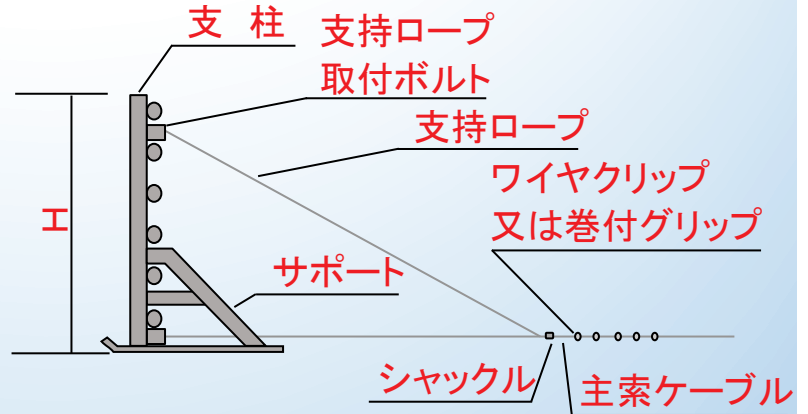 支 柱
支持ロープ
取付ボルト
支持ロープ
ワイヤクリップ
又は巻付グリップ
H
サポート
シャックル
主索ケーブル